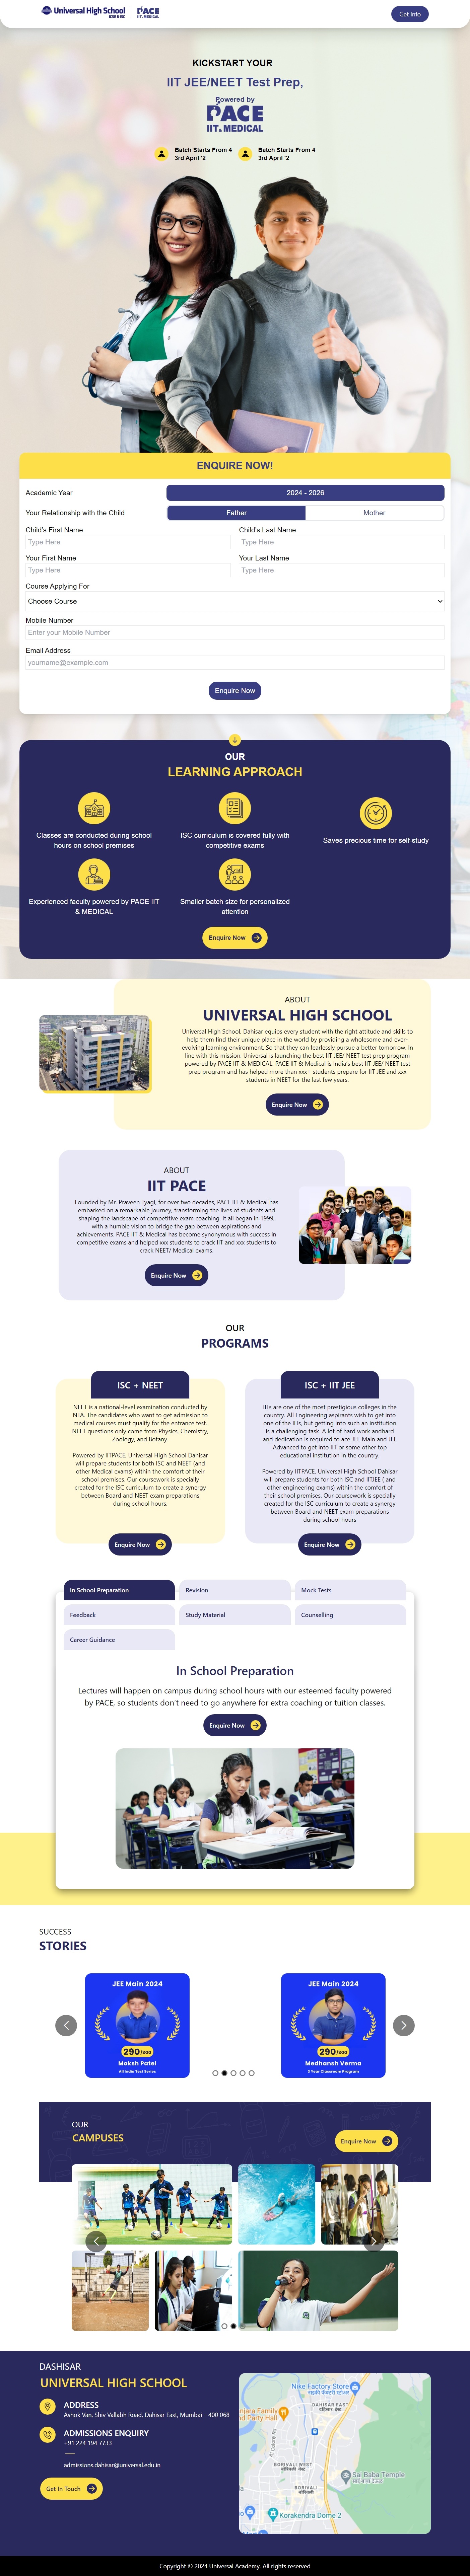 Universal High School
ICSE & ISC
PACE
IIT & MEDICAL
Get Info
KICKSTART YOUR
IIT JEE/NEET Test Prep,
Powered by
PACE
IIT & MEDICAL
Batch Starts From 4
3rd April '2
Batch Starts From 4
3rd April '2
ENQUIRE NOW!
Academic Year
2024 - 2026
Your Relationship with the Child
Father
Mother
Child's First Name
Child's Last Name
Type Here
Type Here
Your First Name
Your Last Name
Type Here
Type Here
Course Applying For
Choose Course
Mobile Number
Enter your Mobile Number
Email Address
yourname@example.com
Enquire Now
OUR
LEARNING APPROACH
Classes are conducted during school
hours on school premises
ISC curriculum is covered fully with
competitive exams
Saves precious time for self-study
Experienced faculty powered by PACE IIT
& MEDICAL
Smaller batch size for personalized
attention
Enquire Now
ABOUT
UNIVERSAL HIGH SCHOOL
Universal High School, Dahisar equips every student with the right attitude and skills to
help them find their unique place in the world by providing a wholesome and ever-
evolving learning environment. So that they can fearlessly pursue a better tomorrow. In
line with this mission, Universal is launching the best IIT JEE/ NEET test prep program
powered by PACE IIT & MEDICAL. PACE IIT & Medical is India's best IIT JEE/ NEET test
prep program that has helped more than xxx+ students prepare for IIT JEE and xxx
students in NEET for the last few years.
Enquire Now
ABOUT
IIT PACE
Founded by Mr. Praveen Tyagi, for over two decades, PACE IIT & Medical has
embarked on a remarkable journey, transforming the lives of students and
shaping the landscape of competitive exam coaching. It all began in 1999,
with a humble vision to bridge the gap between aspirations and
achievements. PACE IIT & Medical has become synonymous with success in
competitive exams and helped xxx students to crack IIT and xxx students to
crack NEET/ Medical exams.
Enquire Now
OUR
PROGRAMS
ISC + NEET
NEET is a national-level examination conducted by
NTA. The candidates who want to get admission to
medical courses must qualify for the entrance test.
NEET questions only come from Physics, Chemistry,
Zoology, and Botany.
Powered by IITPACE, Universal High School Dahisar
will prepare students for both ISC and NEET (and
other Medical exams) within the comfort of their
school premises. Our coursework is specially
created for the ISC curriculum to create a synergy
between Board and NEET exam preparations
during school hours.
Enquire Now
ISC + IIT JEE
IITs are one of the most prestigious colleges in the
country. All Engineering aspirants wish to get into
one of the IITs, but getting into such an institution
is a challenging task. A lot of hard work andhard
and dedication is required to ace JEE Main and JEE
Advanced to get into IIT or some other top
educational institution in the country.
Powered by IITPACE, Universal High School Dahisar
will prepare students for both ISC and IITJEE ( and
other engineering exams) within the comfort of
their school premises. Our coursework is specially
created for the ISC curriculum to create a synergy
between Board and NEET exam preparations
during school hours
Enquire Now
In School Preparation
Revision
Mock Tests
Feedback
Study Material
Counselling
Career Guidance
In School Preparation
Lectures will happen on campus during school hours with our esteemed faculty powered
by PACE, so students don't need to go anywhere for extra coaching or tuition classes.
Enquire Now
SUCCESS
STORIES
JEE Main 2024
290/300
Moksh Patel
All India Test Series
JEE Main 2024
290/300
Medhansh Verma
2 Year Classroom Program
OUR
CAMPUSES
Enquire Now
DASHISAR
UNIVERSAL HIGH SCHOOL
ADDRESS
Ashok Van, Shiv Vallabh Road, Dahisar East, Mumbai – 400 068
ADMISSIONS ENQUIRY
+91 224 194 7733
admissions.dahisar@universal.edu.in
Get In Touch
Nike Factory Store
DAHISAR EAST
दहिसर ईस्ट
njara Family
nd Party Hall
BORIVALI WEST
बोरिवली वेस्ट
Sai Baba Temple
BORIVALI
बोरिवली
Korakendra Dome 2
Copyright © 2024 Universal Academy. All rights reserved